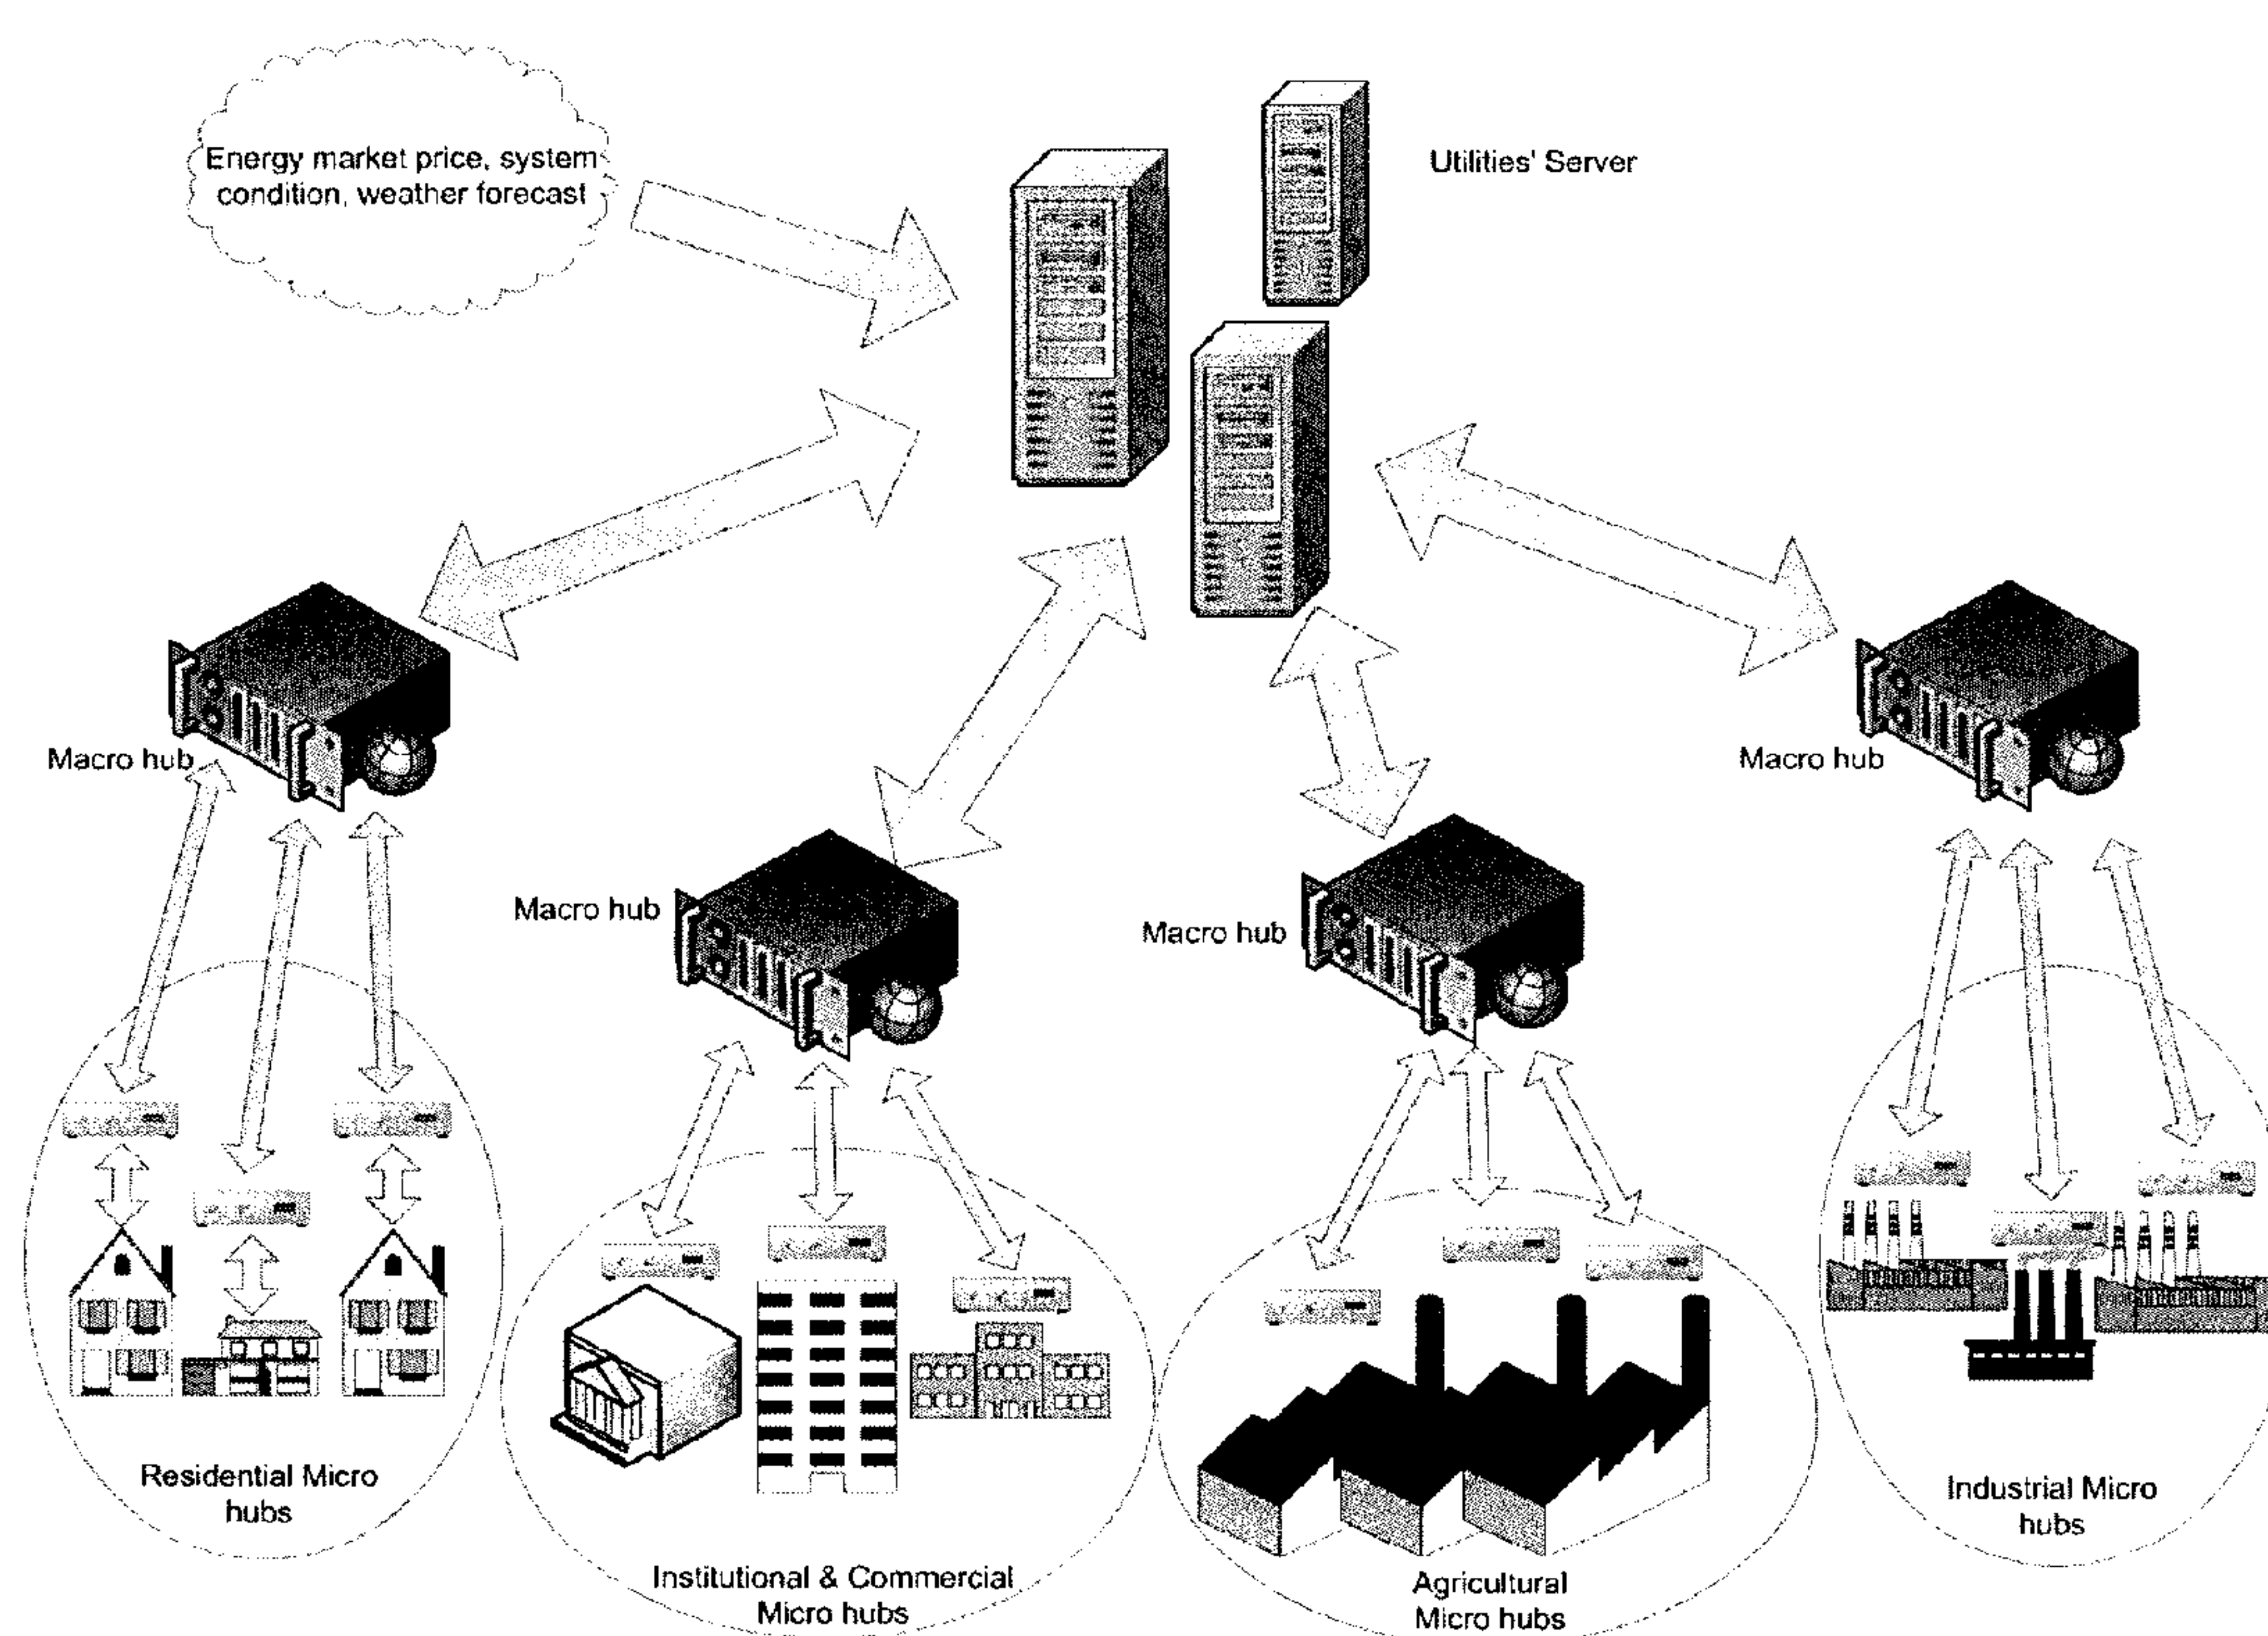 Energy market price, system
condition, weather forecast
Utilities' Server
Macro hub
Macro hub
Macro hub
Macro hub
Residential Micro
hubs
Institutional & Commercial
Micro hubs
Agricultural
Micro hubs
Industrial Micro
hubs